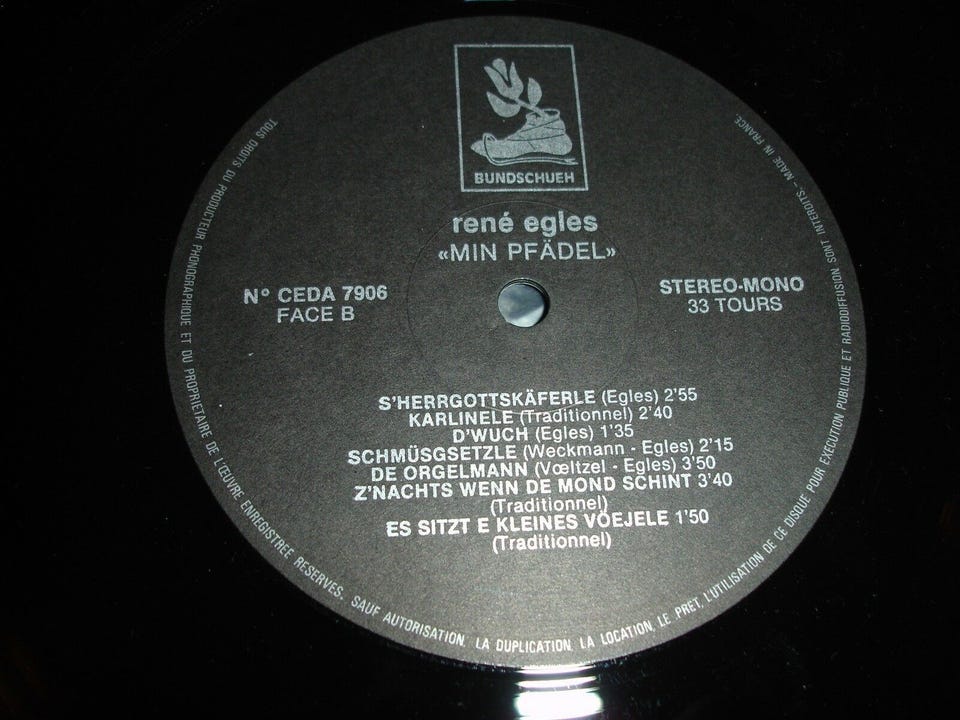 BUNDSCHUEH
rené egles
«MIN PFÄDEL»
N° CEDA 7906
FACE B
STEREO-MONO
33 TOURS
S'HERRGOTTSKÄFERLE (Egles) 2'55
KARLINELE (Traditionnel) 2'40
D'WUCH (Egles) 1'35
SCHMÜSGSETZLE (Weckmann - Egles) 2'15
DE ORGELMANN (Vœltzel - Egles) 3'50
Z'NACHTS WENN DE MOND SCHINT 3'40
(Traditionnel)
ES SITZT E KLEINES VÖEJELE 1'50
(Traditionnel)
TOUS DROITS DU PRODUCTEUR PHONOGRAPHIQUE ET DU PROPRIETAIRE DE L'ŒUVRE ENREGISTREE RESERVES. SAUF AUTORISATION. LA DUPLICATION. LA LOCATION, LE PRET, L'UTILISATION DE CE DISQUE POUR EXECUTION PUBLIQUE ET RADIODIFFUSION SONT INTERDITS. - MADE IN FRANCE.